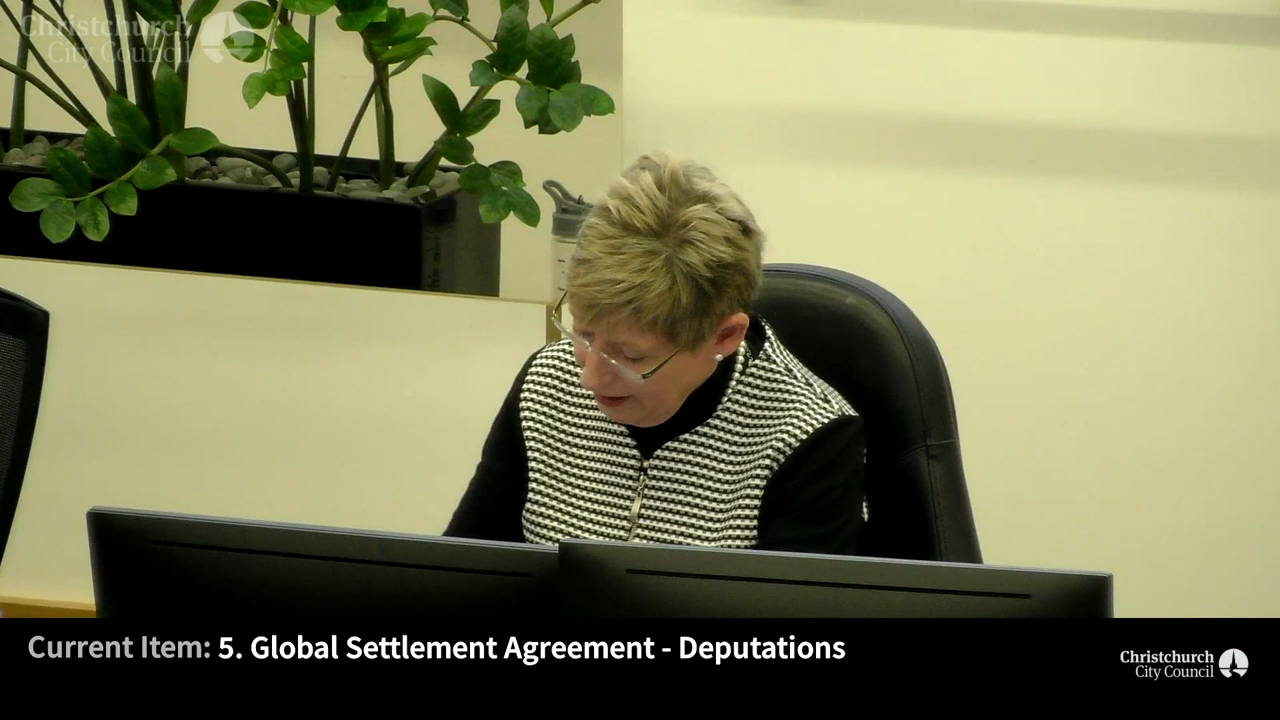 Christchurch
City Council
Current Item: 5. Global Settlement Agreement - Deputations
Christchurch
City Council